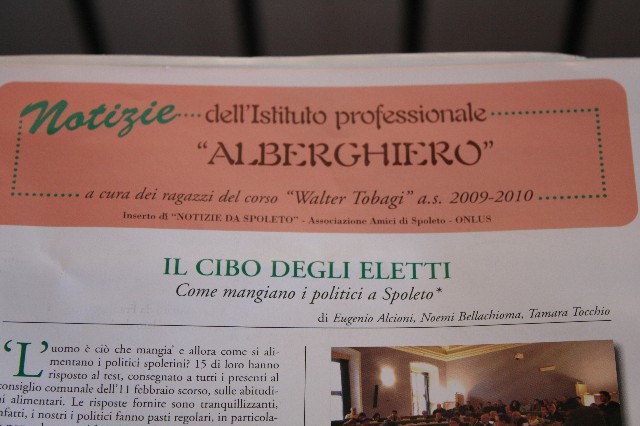 Notizie dell'Istituto professionale
"ALBERGHIERO"
a cura dei ragazzi del corso "Walter Tobagi" a.s. 2009-2010
Inserto di "NOTIZIE DA SPOLETO" - Associazione Amici di Spoleto - ONLUS
IL CIBO DEGLI ELETTI
Come mangiano i politici a Spoleto*
di Eugenio Alcioni, Noemi Bellachioma, Tamara Tocchio
'L'uomo è ciò che mangia' e allora come si ali-
mentano i politici spoletini? 15 di loro hanno
risposto al test, consegnato a tutti i presenti al
consiglio comunale dell'11 febbraio scorso, sulle abitudi-
ni alimentari. Le risposte fornite sono tranquillizzanti,
nfatti, i nostri politici fanno pasti regolari, in particola-